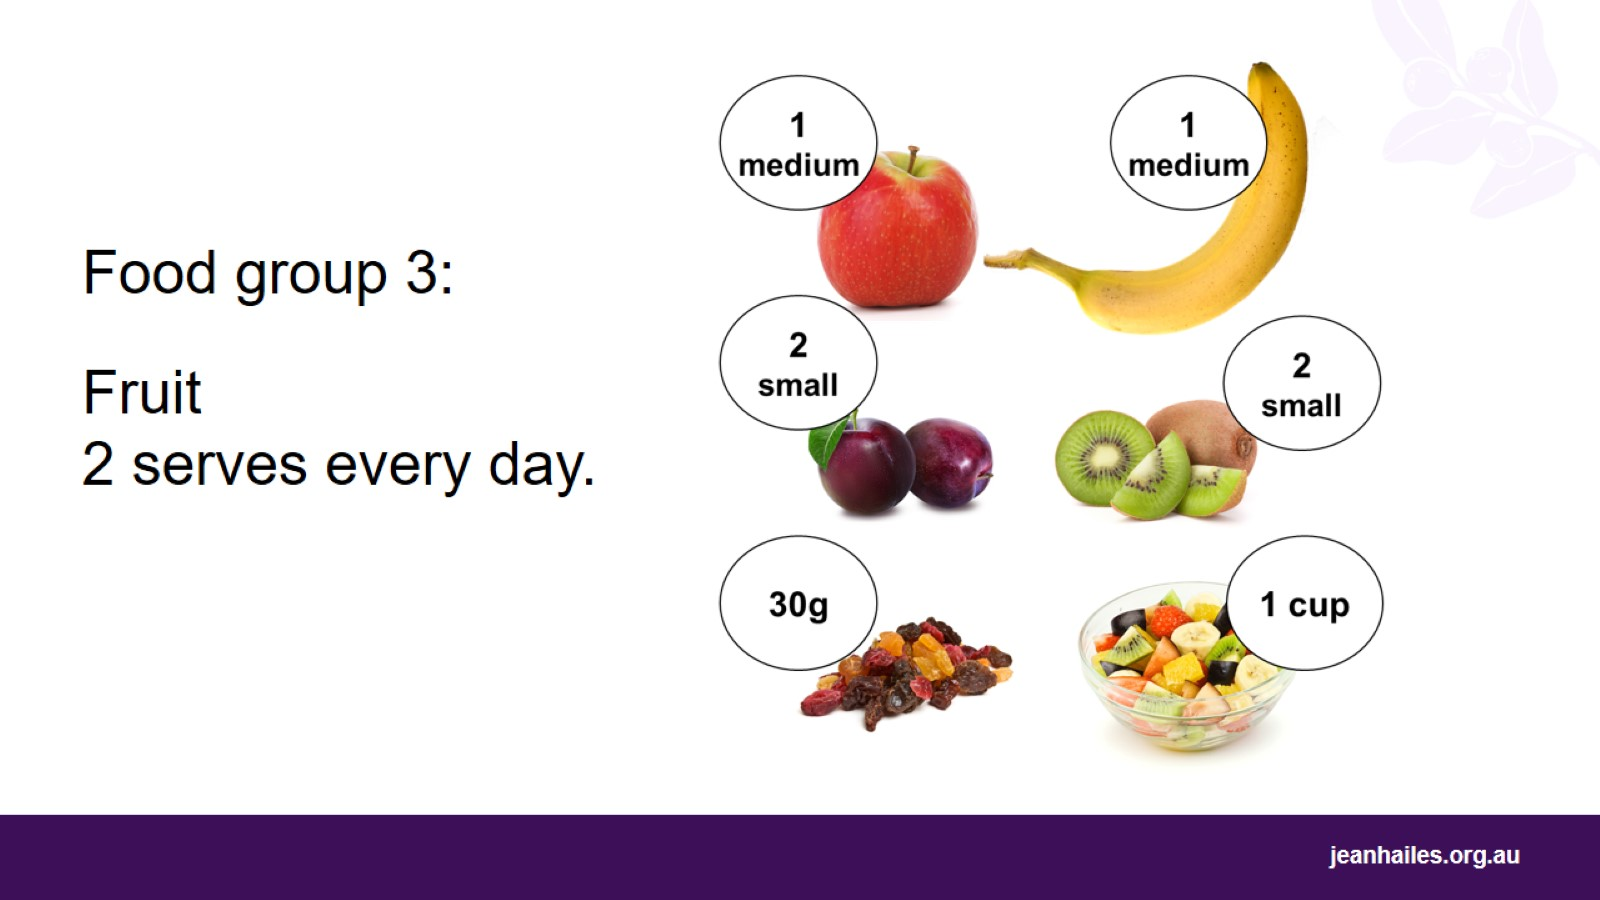 Food group 3:
Fruit
2 serves every day.
1
medium
1
medium
2
small
2
small
30g
1 cup
jeanhailes.org.au